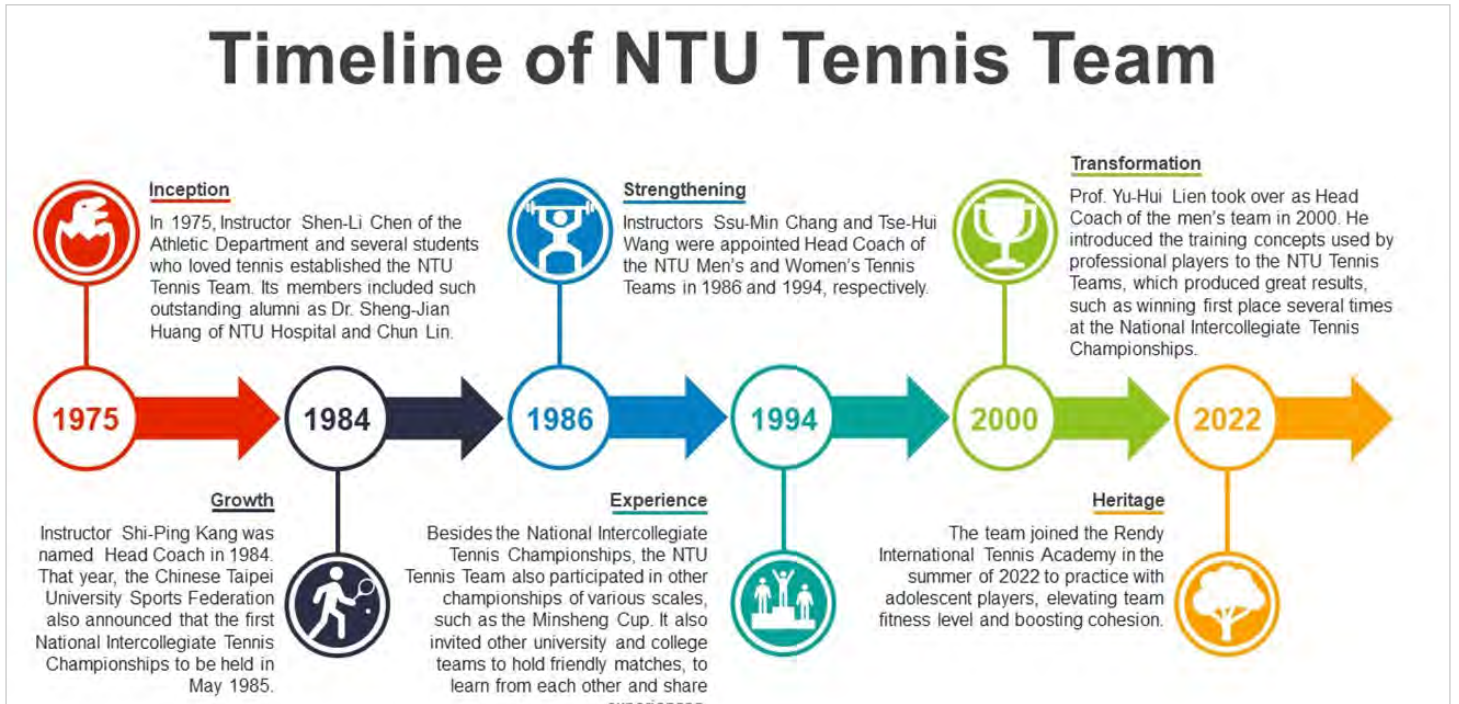 Timeline of NTU Tennis Team
Inception
In 1975, Instructor Shen-Li Chen of the
Athletic Department and several students
who loved tennis established the NTU
Tennis Team. Its members included such
outstanding alumni as Dr. Sheng-Jian
Huang of NTU Hospital and Chun Lin.
Strengthening
Instructors Ssu-Min Chang and Tse-Hui
Wang were appointed Head Coach of
the NTU Men's and Women's Tennis
Teams in 1986 and 1994, respectively.
Transformation
Prof. Yu-Hui Lien took over as Head
Coach of the men's team in 2000. He
introduced the training concepts used by
professional players to the NTU Tennis
Teams, which produced great results,
such as winning first place several times
at the National Intercollegiate Tennis
Championships.
1975
1984
1986
1994
2000
2022
Growth
Instructor Shi-Ping Kang was
named Head Coach in 1984.
That year, the Chinese Taipei
University Sports Federation
also announced that the first
National Intercollegiate Tennis
Championships to be held in
May 1985.
Experience
Besides the National Intercollegiate
Tennis Championships, the NTU
Tennis Team also participated in other
championships of various scales,
such as the Minsheng Cup. It also
invited other university and college
teams to hold friendly matches, to
learn from each other and share
Heritage
The team joined the Rendy
International Tennis Academy in the
summer of 2022 to practice with
adolescent players, elevating team
fitness level and boosting cohesion.